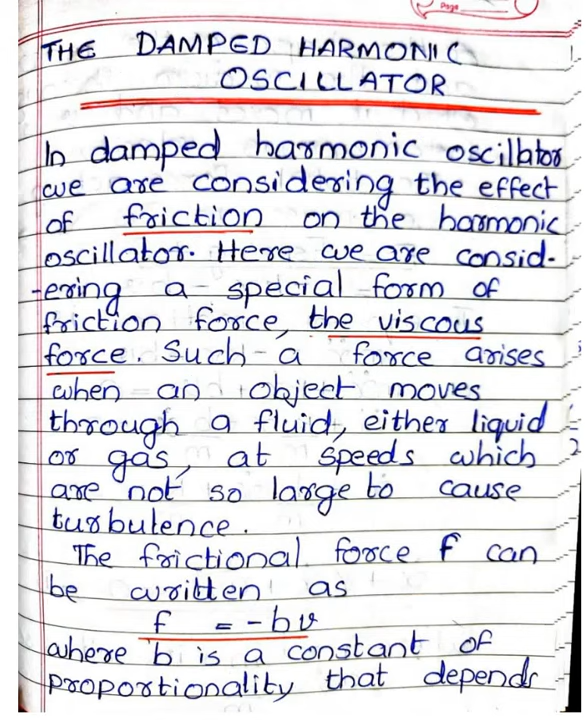 Page
THE DAMPED HARMONIC
OSCILLATOR
In damped harmonic oscillator
we are considering the effect
of friction on the harmonic
oscillator. Here we are consid-
-ering a special form of
friction force, the viscous
force. Such a force arises
when an object moves
through a fluid, either liquid
or gas, at speeds which
are not so large to cause
turbulence.
The frictional force f can
be written as
f = -bv
where b is a constant of
proportionality that depends